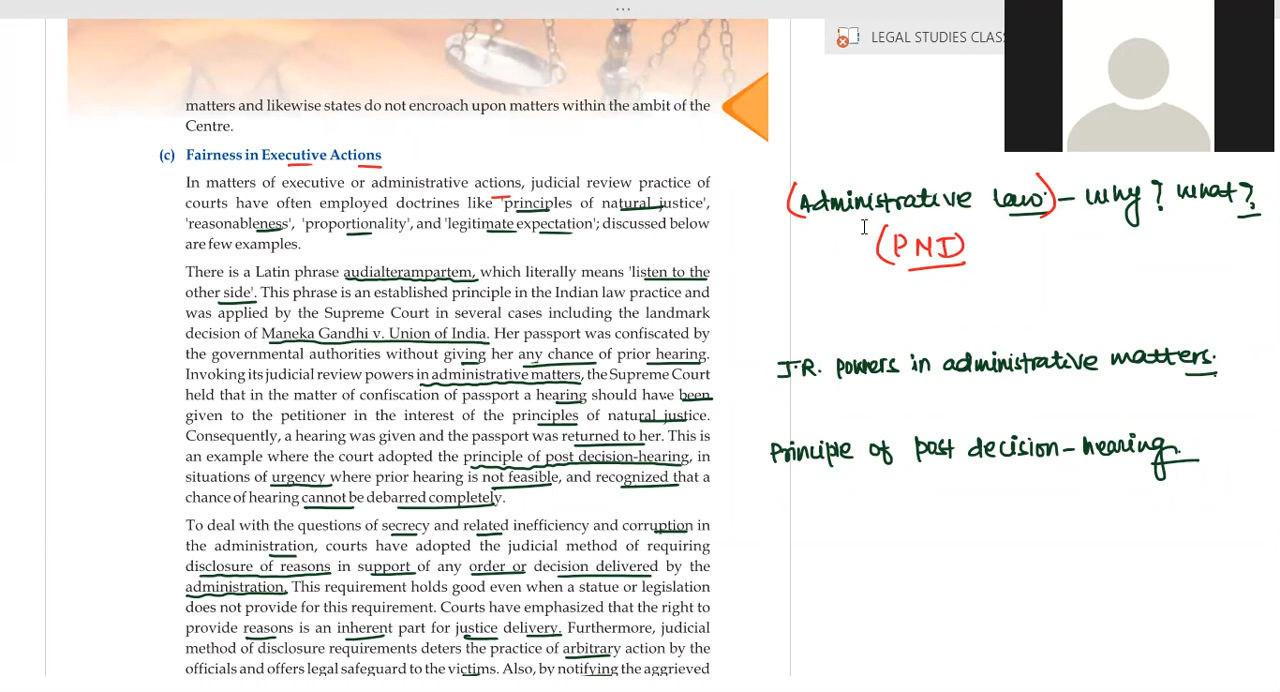 matters and likewise states do not encroach upon matters within the ambit of the
Centre.
(c) Fairness in Executive Actions
In matters of executive or administrative actions, judicial review practice of
courts have often employed doctrines like 'principles of natural justice',
'reasonableness', 'proportionality', and 'legitimate expectation'; discussed below
are few examples.
There is a Latin phrase audialterampartem, which literally means 'listen to the
other side'. This phrase is an established principle in the Indian law practice and
was applied by the Supreme Court in several cases including the landmark
decision of Maneka Gandhi v. Union of India. Her passport was confiscated by
the governmental authorities without giving her any chance of prior hearing.
Invoking its judicial review powers in administrative matters, the Supreme Court
held that in the matter of confiscation of passport a hearing should have been
given to the petitioner in the interest of the principles of natural justice.
Consequently, a hearing was given and the passport was returned to her. This is
an example where the court adopted the principle of post decision-hearing, in
situations of urgency where prior hearing is not feasible, and recognized that a
chance of hearing cannot be debarred completely.
To deal with the questions of secrecy and related inefficiency and corruption in
the administration, courts have adopted the judicial method of requiring
disclosure of reasons in support of any order or decision delivered by the
administration. This requirement holds good even when a statue or legislation
does not provide for this requirement. Courts have emphasized that the right to
provide reasons is an inherent part for justice delivery. Furthermore, judicial
method of disclosure requirements deters the practice of arbitrary action by the
officials and offers legal safeguard to the victims. Also, by notifying the aggrieved
LEGAL STUDIES CLASS
(Administrative law) - Why? What?
(PNJ)
J.R. Powers in administrative matters.
Principle of post decision-hearing.